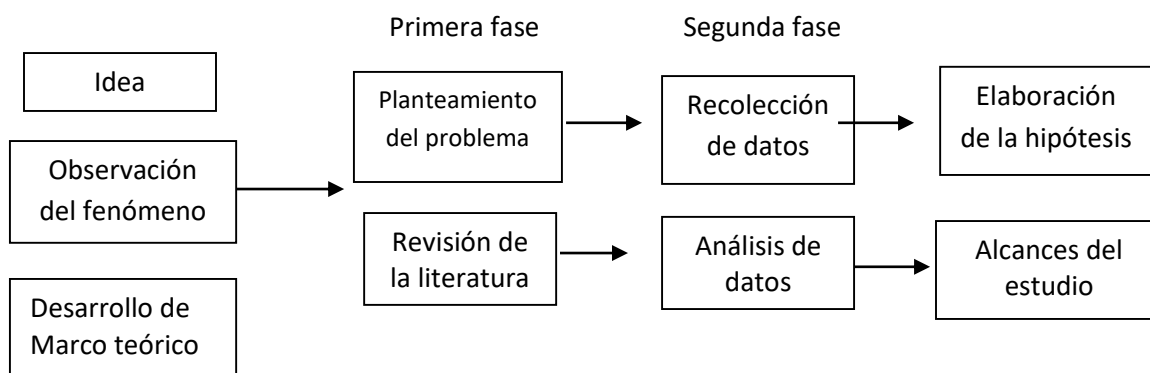 Primera fase
Segunda fase
Idea
Observación
del fenómeno
Desarrollo de
Marco teórico
Planteamiento
del problema
Revisión de
la literatura
Recolección
de datos
Análisis de
datos
Elaboración
de la hipótesis
Alcances del
estudio